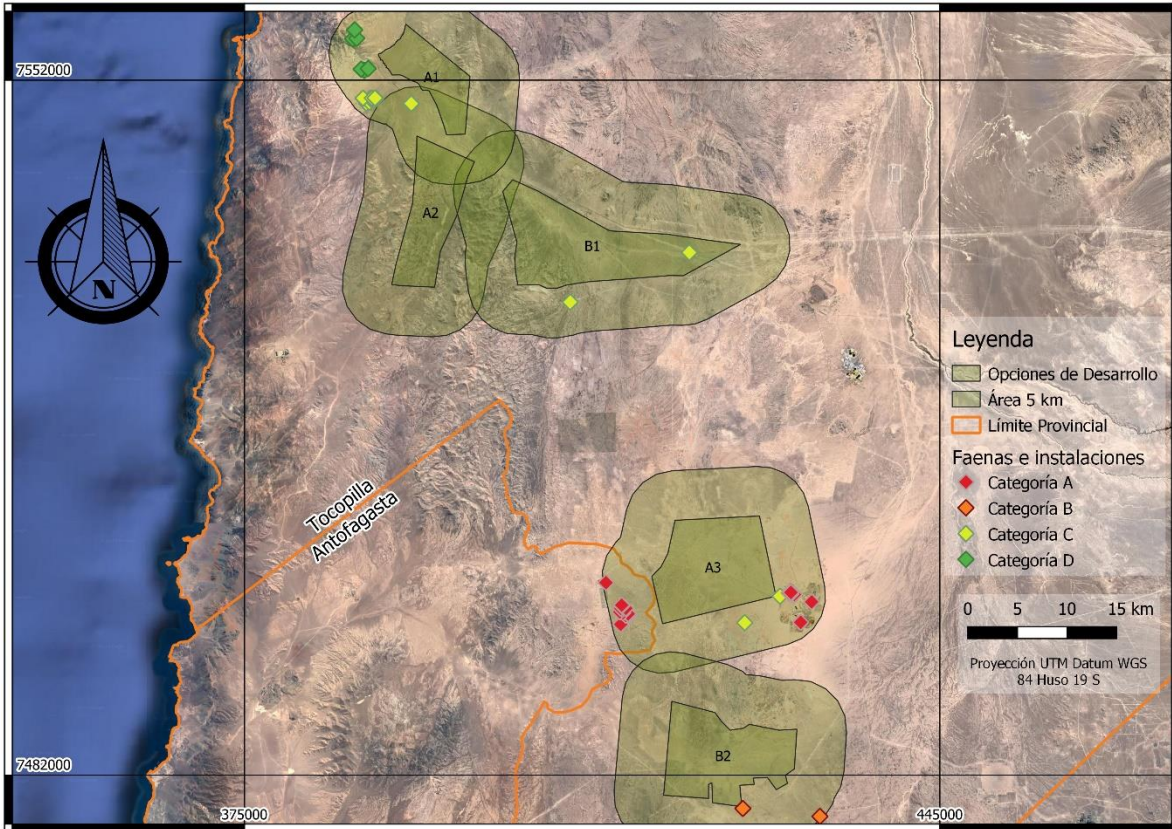 7552000
A1
A2
B1
N
Tocopilla
Antofagasta
A3
B2
7482000
375000
445000
Leyenda
Opciones de Desarrollo
Área 5 km
Límite Provincial
Faenas e instalaciones
Categoría A
Categoría B
Categoría C
Categoría D
0 5 10 15 km
Proyección UTM Datum WGS
84 Huso 19 S